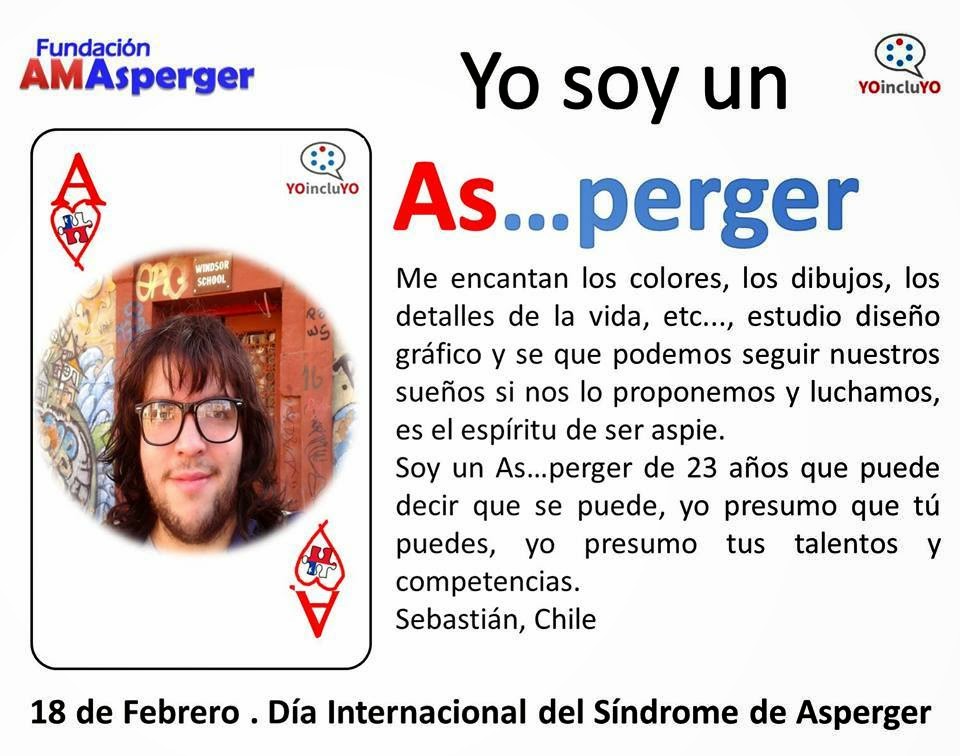 Fundación
AMAsperger
Yo soy un
YOincluYO
A
YOincluYO
As...perger
WINDSOR
SCHOOL
16
A
Me encantan los colores, los dibujos, los
detalles de la vida, etc..., estudio diseño
gráfico y se que podemos seguir nuestros
sueños si nos lo proponemos y luchamos,
es el espíritu de ser aspie.
Soy un As...perger de 23 años que puede
decir que se puede, yo presumo que tú
puedes, yo presumo tus talentos y
competencias.
Sebastián, Chile
18 de Febrero . Día Internacional del Síndrome de Asperger